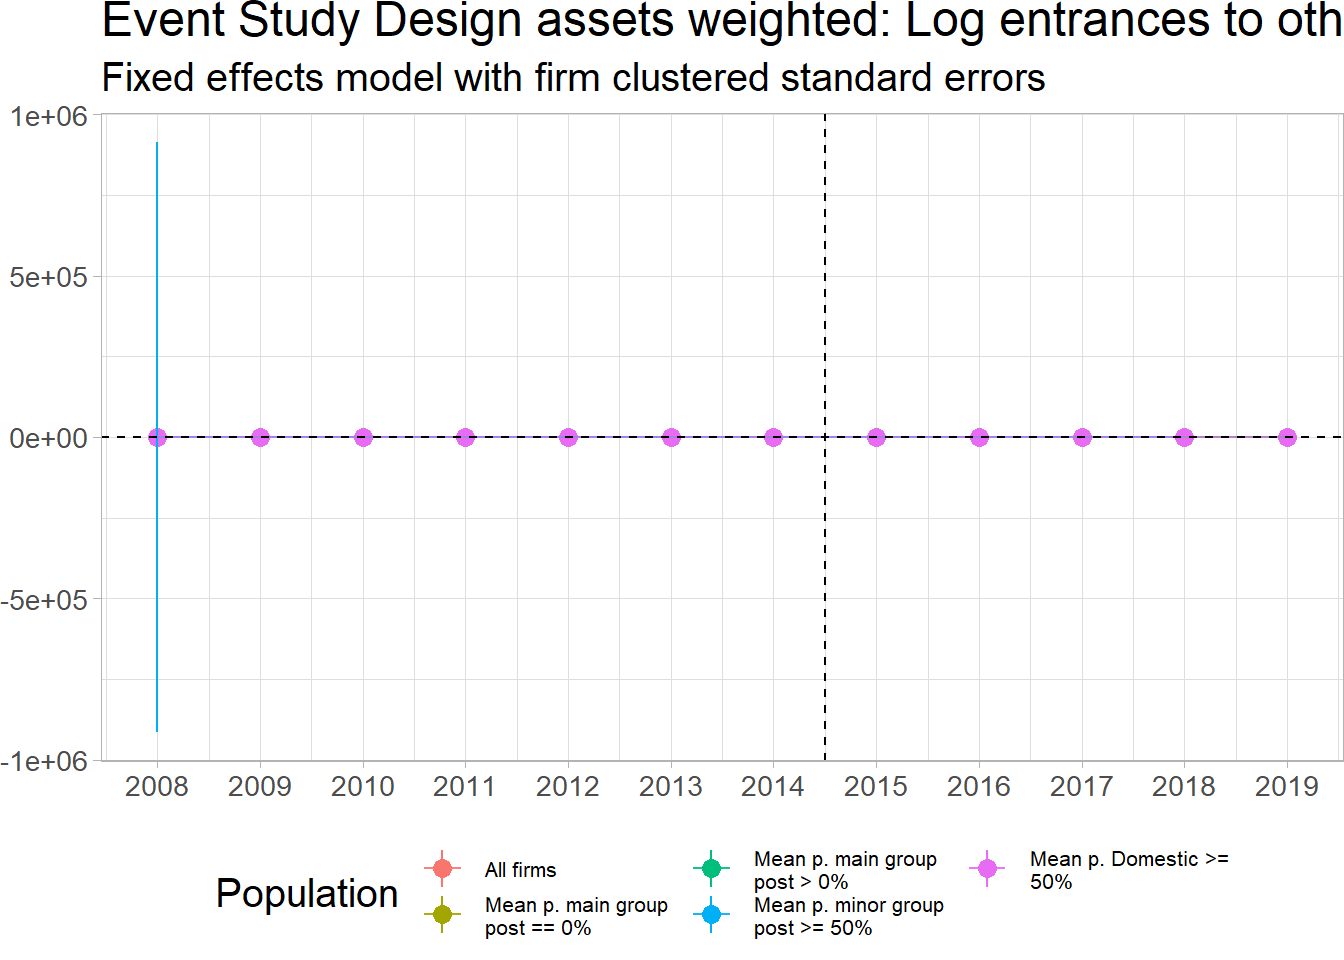 Event Study Design assets weighted: Log entrances to oth
Fixed effects model with firm clustered standard errors
1e+06
5e+05
0e+00
-5e+05
-1e+06
2008 2009 2010 2011 2012 2013 2014 2015 2016 2017 2018 2019
Population
All firms
Mean p. main group
post == 0%
Mean p. main group
post > 0%
Mean p. minor group
post >= 50%
Mean p. Domestic >=
50%